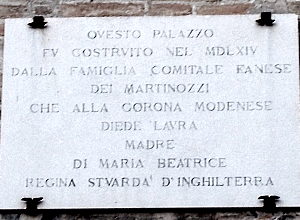 QVESTO PALAZZO
FV COSTRVITO NEL MDLXIV
DALLA FAMIGLIA COMITALE FANESE
DEI MARTINOZZI
CHE ALLA CORONA MODENESE
DIEDE LAVRA
MADRE
DI MARIA BEATRICE
REGINA STVARDA D'INGHILTERRA